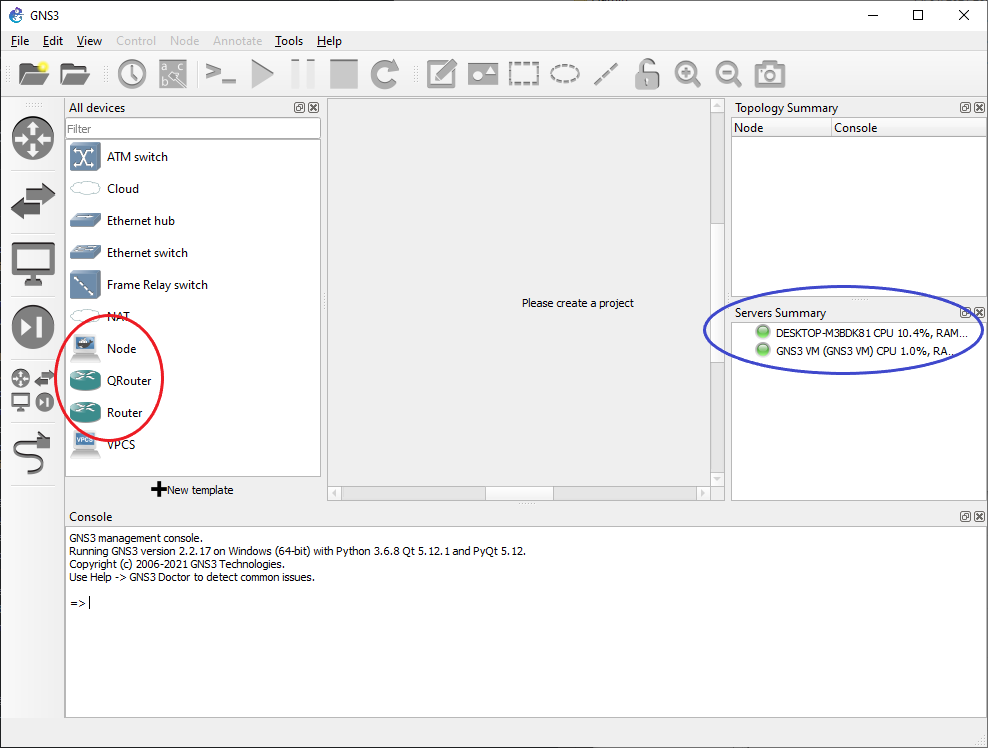 GNS3
File Edit View Control Node Annotate Tools Help
All devices
Filter
ATM switch
Cloud
Ethernet hub
Ethernet switch
Frame Relay switch
NAT
Node
QRouter
Router
VPCS
New template
Please create a project
Topology Summary
Node Console
Servers Summary
DESKTOP-M3BDK81 CPU 10.4%, RAM...
GNS3 VM (GNS3 VM) CPU 1.0%, RA...
Console
GNS3 management console.
Running GNS3 version 2.2.17 on Windows (64-bit) with Python 3.6.8 Qt 5.12.1 and PyQt 5.12.
Copyright (c) 2006-2021 GNS3 Technologies.
Use Help -> GNS3 Doctor to detect common issues.
=>